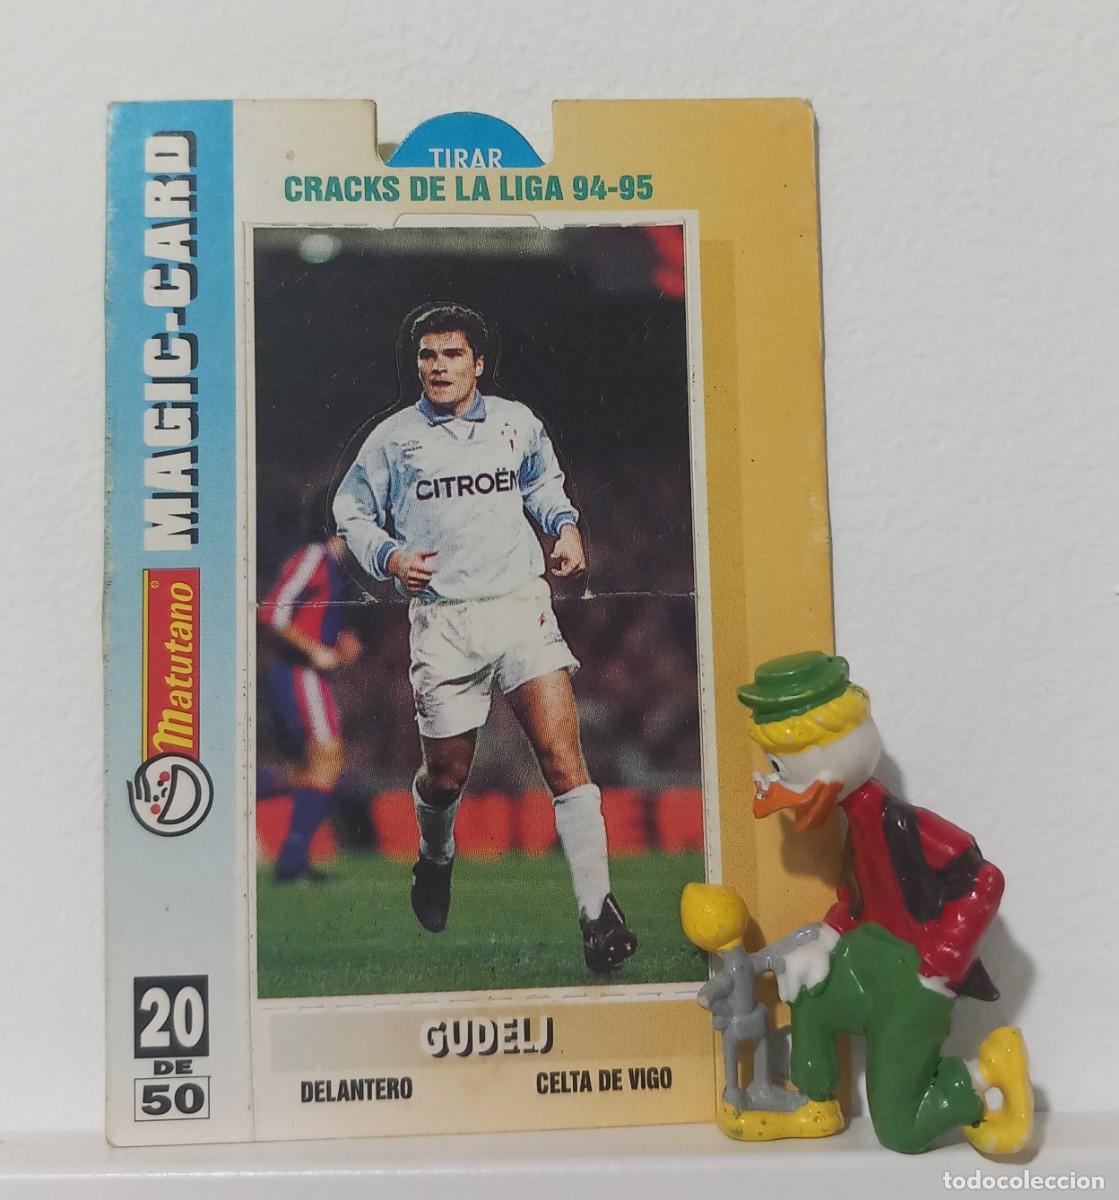 TIRAR
CRACKS DE LA LIGA 94-95
MAGIC-CARD
Matutano
CITROËN
20
DE
50
GUDELJ
DELANTERO
CELTA DE VIGO
todocoleccion